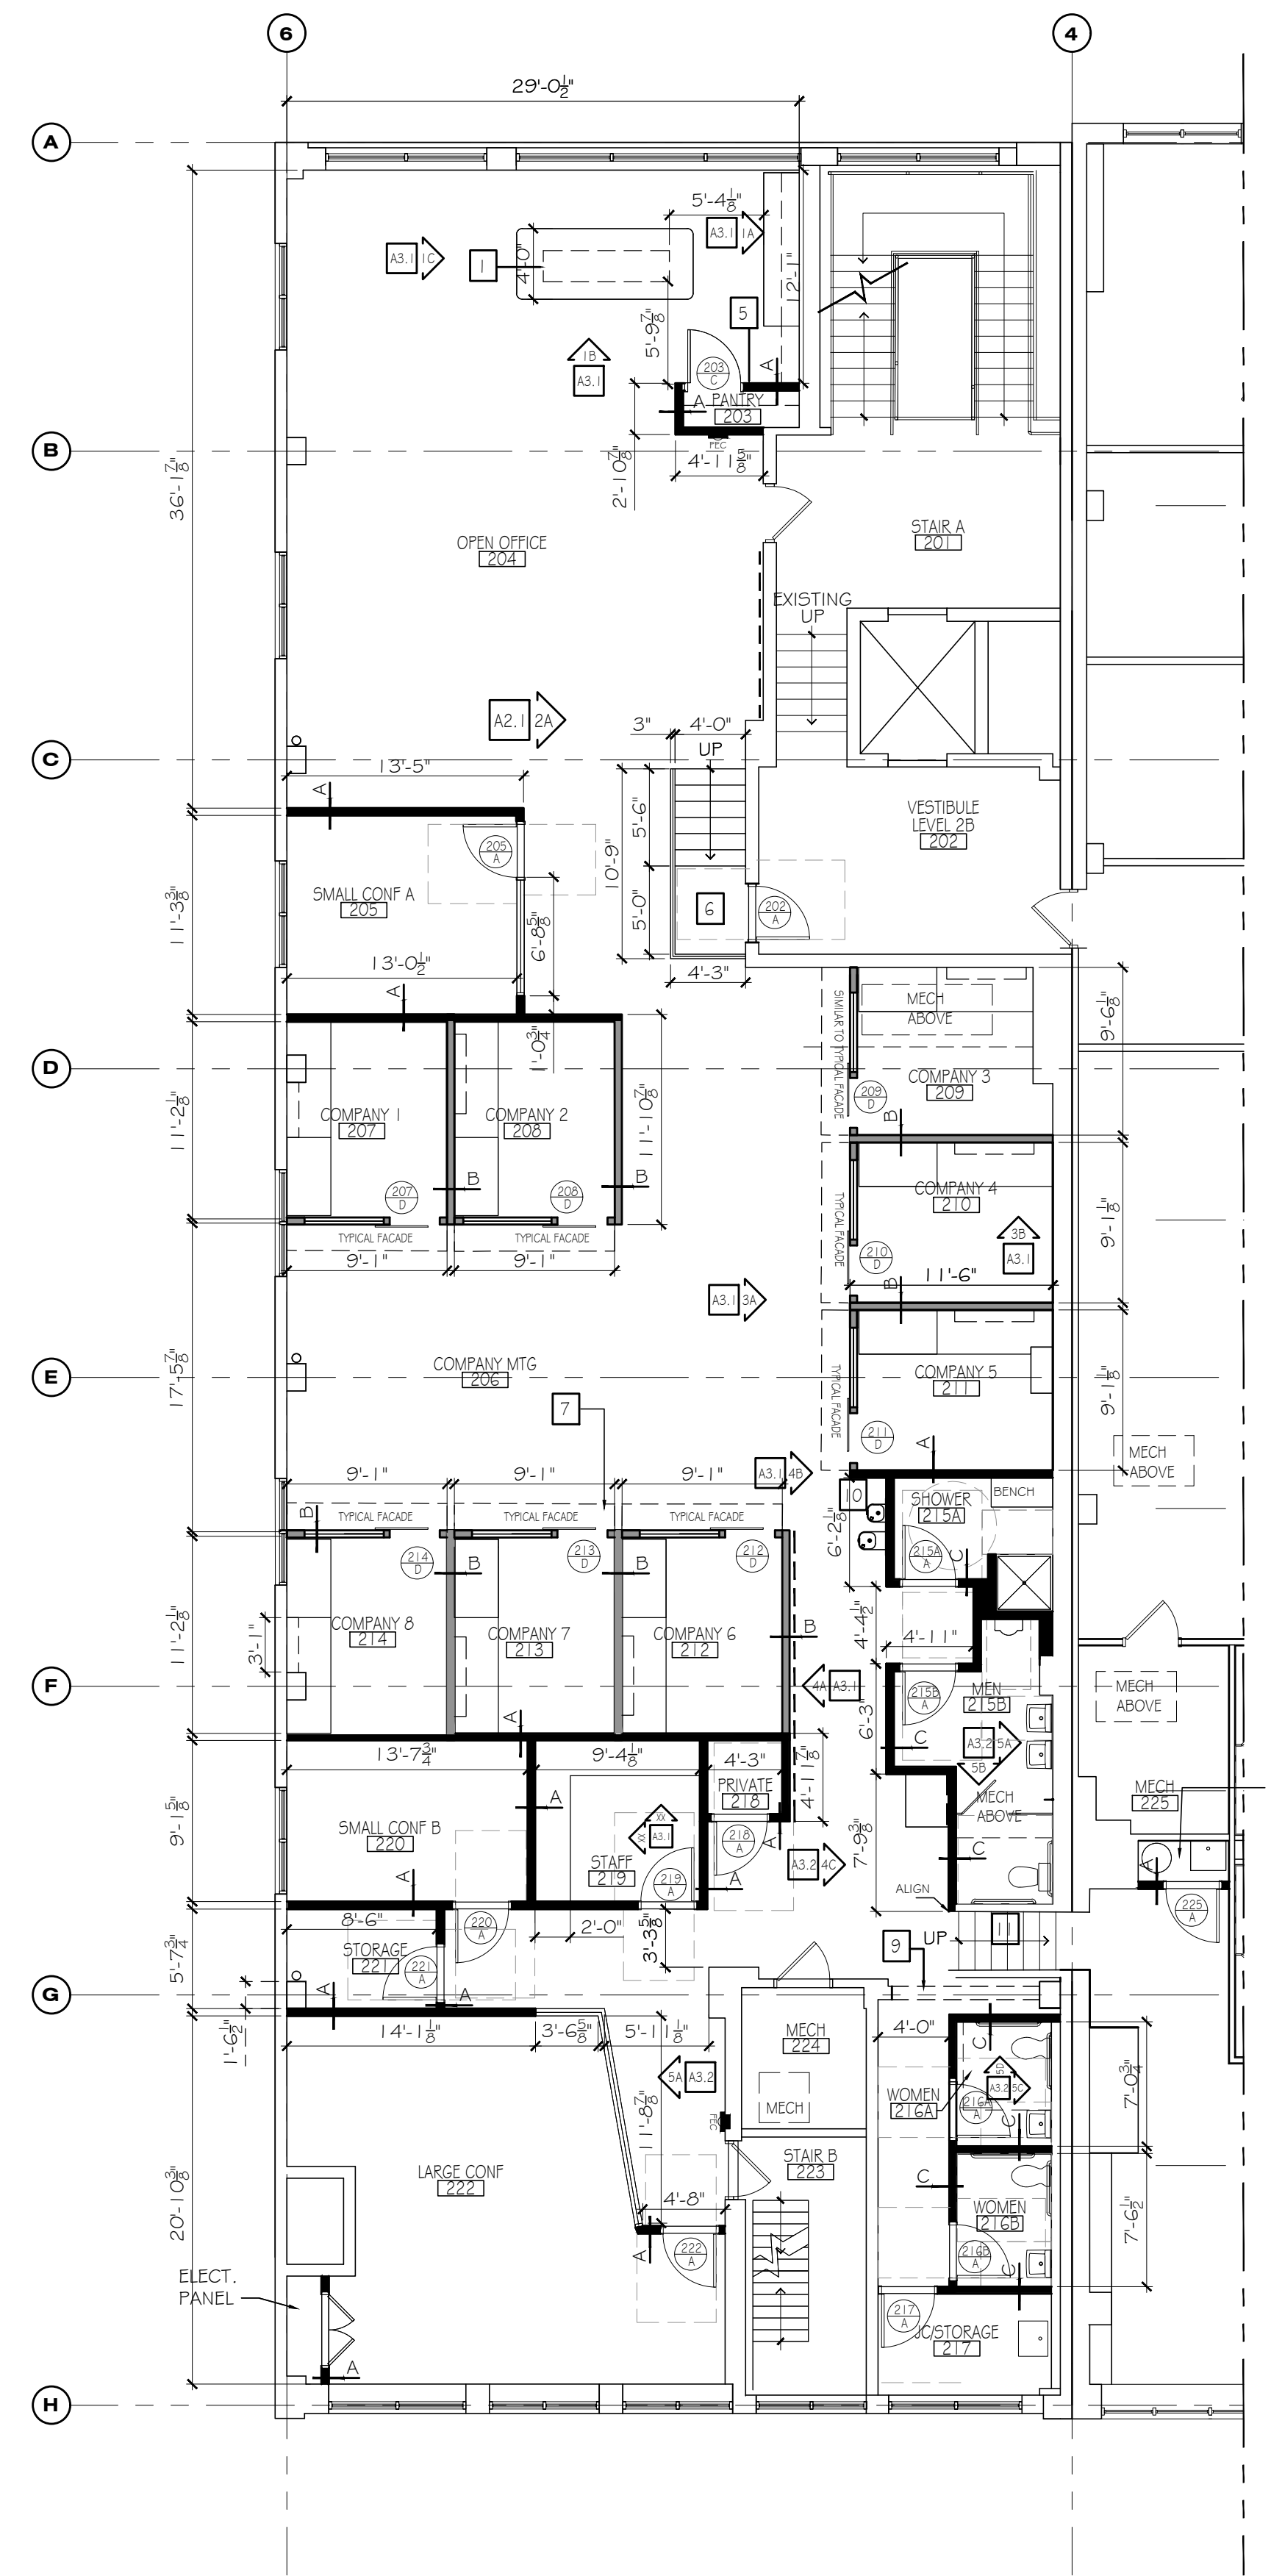 6
4
29'-0 1/2"
A
5'-4 1/8"
A3.1 1A
A3.1 1C
1
4'-0"
12'-1"
5
5'-9 7/8"
1B
A3.1
203
C
A
A
PANTRY
203
FEC
B
4'-11 5/8"
2'-10 7/8"
36'-1 7/8"
STAIR A
201
OPEN OFFICE
204
EXISTING
UP
A2.1 2A
3"
4'-0"
UP
C
13'-5"
A
VESTIBULE
LEVEL 2B
202
5'-6"
10'-9"
205
A
SMALL CONF A
205
11'-3 3/8"
6'-8 5/8"
5'-0"
6
202
A
13'-0 1/2"
4'-3"
A
MECH
ABOVE
SIMILAR TO TYPICAL FACADE
9'-6 1/8"
1'-0 3/4"
D
COMPANY 3
209
209
D
B
COMPANY 1
207
COMPANY 2
208
11'-2 1/8"
11'-10 7/8"
207
D
B
208
D
B
COMPANY 4
210
TYPICAL FACADE
9'-1 1/8"
3B
A3.1
210
D
TYPICAL FACADE
TYPICAL FACADE
9'-1"
9'-1"
11'-6"
B
A3.1 3A
COMPANY MTG
206
E
17'-5 7/8"
COMPANY 5
211
TYPICAL FACADE
9'-1 1/8"
7
211
D
A
MECH
ABOVE
9'-1"
9'-1"
9'-1"
A3.1 4B
10
SHOWER
215A
BENCH
B
TYPICAL FACADE
TYPICAL FACADE
TYPICAL FACADE
6'-2 1/8"
214
D
B
213
D
B
212
D
215A
A
C
COMPANY 8
214
COMPANY 7
213
COMPANY 6
212
B
11'-2 1/8"
3'-1"
4'-4 1/2"
4'-11"
F
4A A3.1
MEN
215B
215B
A
MECH
ABOVE
A
6'-3"
C
A3.2 5A
5B
13'-7 3/4"
9'-4 1/8"
4'-3"
4'-11 7/8"
PRIVATE
218
MECH
ABOVE
MECH
225
9'-1 5/8"
A
SMALL CONF B
220
XX
XX
A3.1
218
A
A
7'-9 3/8"
STAFF
219
219
A
A
A3.2 4C
C
A
A
ALIGN
225
A
8'-6"
220
A
2'-0"
3'-3 5/8"
9
UP
11
STORAGE
221
221
A
5'-7 3/4"
G
A
A
1'-6 1/2"
14'-1 1/8"
3'-6 5/8"
5'-11 1/8"
MECH
224
4'-0"
C
5A A3.2
5D
A3.2 5C
WOMEN
216A
216A
A
7'-0 3/4"
MECH
FEC
11'-8 7/8"
C
STAIR B
223
LARGE CONF
222
C
4'-8"
WOMEN
216B
7'-6 1/2"
20'-10 3/8"
A
222
A
216B
A
C
ELECT.
PANEL
217
A
JC/STORAGE
217
A
H